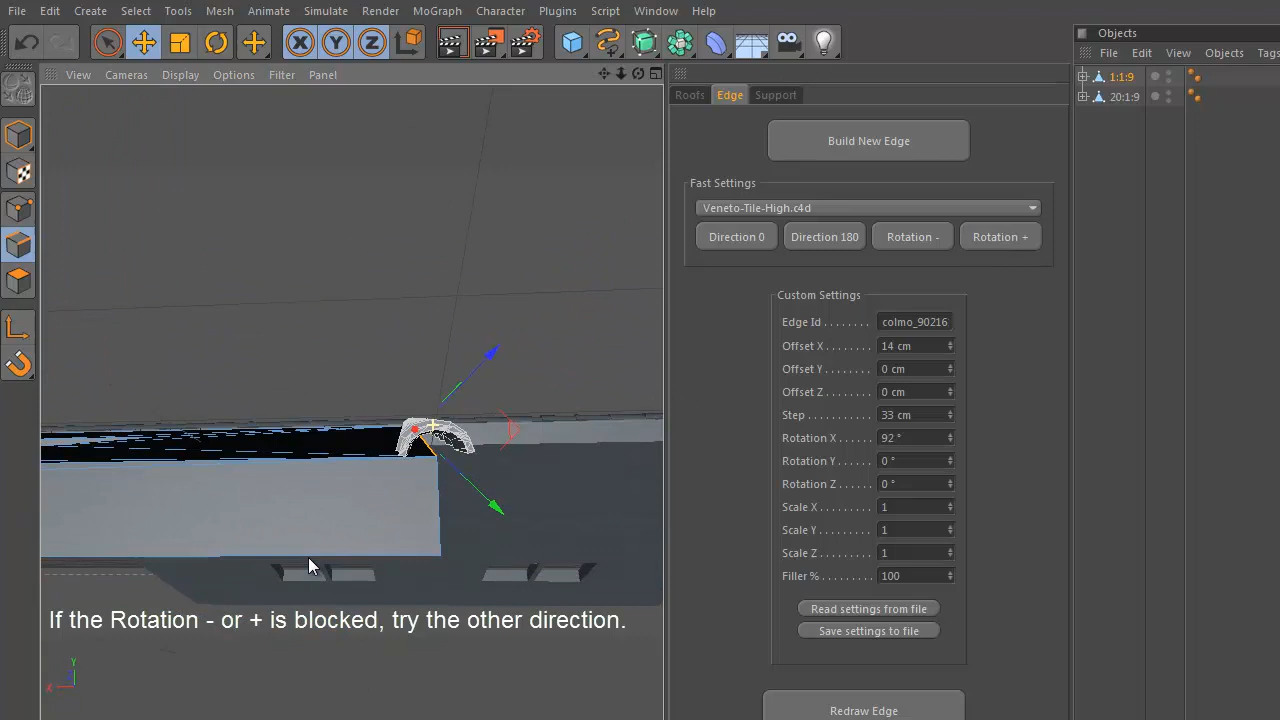 File Edit Create Select Tools Mesh Animate Simulate Render MoGraph Character Plugins Script Window Help
Objects
File Edit View Objects Tags
View Cameras Display Options Filter Panel
1:1:9
20:1:9
Roofs Edge Support
Build New Edge
Fast Settings
Veneto-Tile-High.c4d
Direction 0 Direction 180 Rotation - Rotation +
Custom Settings
Edge Id . . . . . . . . colmo_90216
Offset X . . . . . . . . 14 cm
Offset Y . . . . . . . . 0 cm
Offset Z . . . . . . . . 0 cm
Step . . . . . . . . . . . 33 cm
Rotation X . . . . . . 92 °
Rotation Y . . . . . . 0 °
Rotation Z . . . . . . 0 °
Scale X . . . . . . . . . 1
Scale Y . . . . . . . . . 1
Scale Z . . . . . . . . . 1
Filler % . . . . . . . . . 100
Read settings from file
Save settings to file
If the Rotation - or + is blocked, try the other direction.
Y
X
Redraw Edge